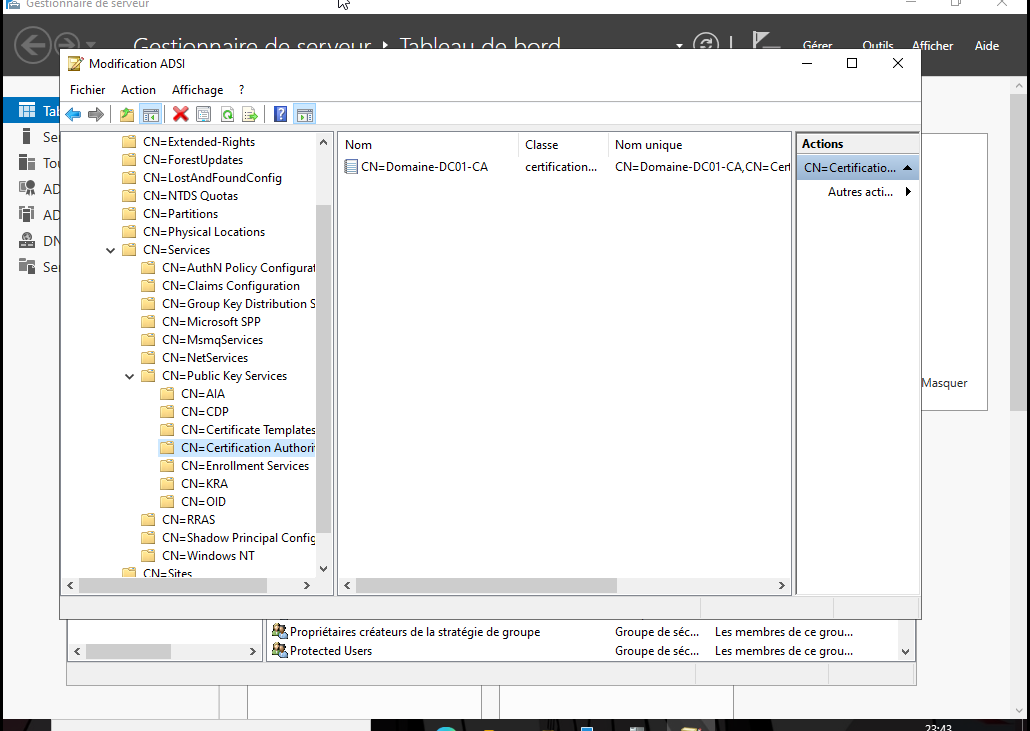 Gestionnaire de serveur
Gestionnaire de serveur ‣ Tableau de bord
Gérer Outils Afficher Aide
Modification ADSI
Fichier Action Affichage ?
CN=Extended-Rights
CN=ForestUpdates
CN=LostAndFoundConfig
CN=NTDS Quotas
CN=Partitions
CN=Physical Locations
CN=Services
CN=AuthN Policy Configurat
CN=Claims Configuration
CN=Group Key Distribution S
CN=Microsoft SPP
CN=MsmqServices
CN=NetServices
CN=Public Key Services
CN=AIA
CN=CDP
CN=Certificate Templates
CN=Certification Authori
CN=Enrollment Services
CN=KRA
CN=OID
CN=RRAS
CN=Shadow Principal Config
CN=Windows NT
CN=Sites
Nom Classe Nom unique
CN=Domaine-DC01-CA certification... CN=Domaine-DC01-CA,CN=Cert
Actions
CN=Certificatio...
Autres acti...
Tab
Se
Tou
AD
AD
DN
Se
Masquer
Propriétaires créateurs de la stratégie de groupe Groupe de séc... Les membres de ce grou...
Protected Users Groupe de séc... Les membres de ce grou...
23:43